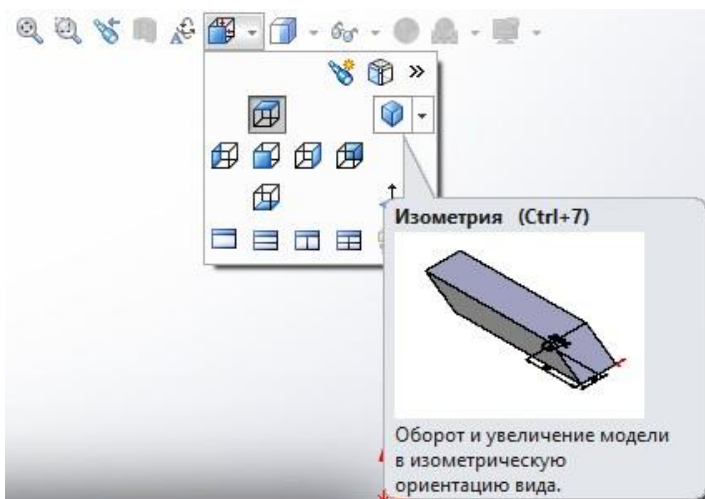 Изометрия (Ctrl+7)
Оборот и увеличение модели
в изометрическую
ориентацию вида.